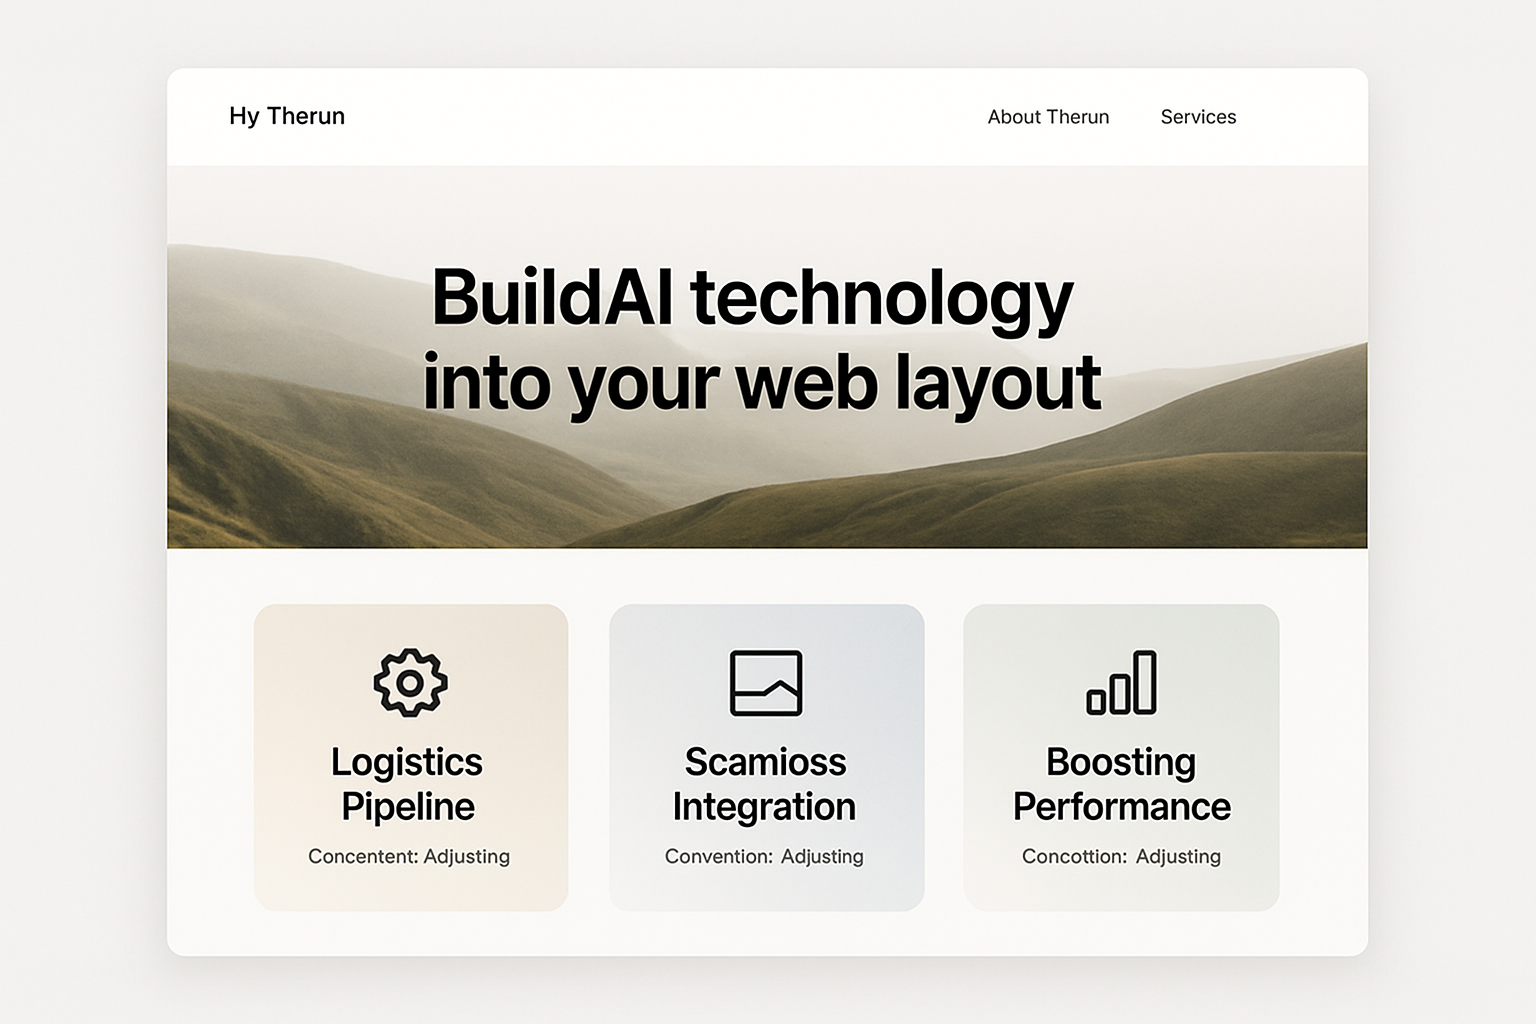 Hy Therun
About Therun
Services
BuildAI technology
into your web layout
Logistics
Pipeline
Concentent: Adjusting
Scamioss
Integration
Convention: Adjusting
Boosting
Performance
Concottion: Adjusting